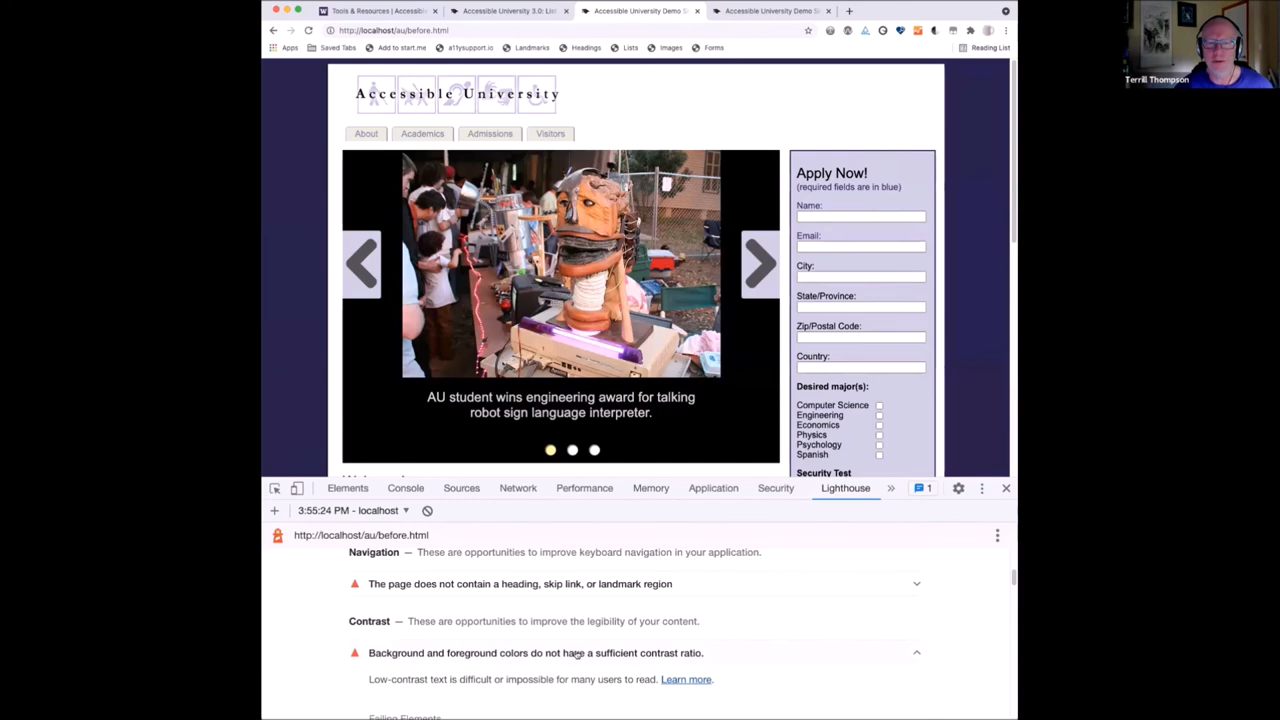 Tools & Resources | Accessible
Accessible University 3.0: List
Accessible University Demo Si
Accessible University Demo Si
http://localhost/au/before.html
Apps
Saved Tabs
Add to start.me
a11ysupport.io
Landmarks
Headings
Lists
Images
Forms
Reading List
Terrill Thompson
Accessible University
About
Academics
Admissions
Visitors
AU student wins engineering award for talking
robot sign language interpreter.
Apply Now!
(required fields are in blue)
Name:
Email:
City:
State/Province:
Zip/Postal Code:
Country:
Desired major(s):
Computer Science
Engineering
Economics
Physics
Psychology
Spanish
Security Test
Elements
Console
Sources
Network
Performance
Memory
Application
Security
Lighthouse
1
3:55:24 PM - localhost
http://localhost/au/before.html
Navigation — These are opportunities to improve keyboard navigation in your application.
The page does not contain a heading, skip link, or landmark region
Contrast — These are opportunities to improve the legibility of your content.
Background and foreground colors do not have a sufficient contrast ratio.
Low-contrast text is difficult or impossible for many users to read. Learn more.
Failing Elements